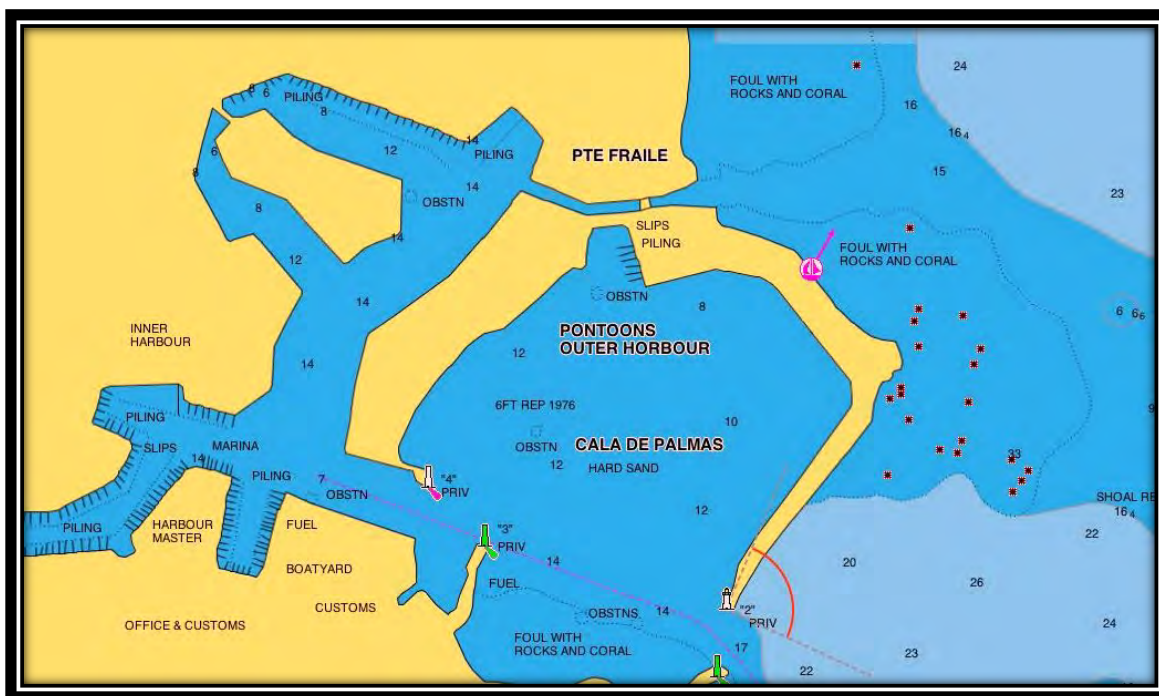 FOUL WITH
ROCKS AND CORAL
24
16
16 4
15
23
6
6
8
PILING
8
14
PILING
12
14
6
8
8
OBSTN
14
12
14
14
PTE FRAILE
SLIPS
PILING
FOUL WITH
ROCKS AND CORAL
OBSTN
8
6
6 6
9
PONTOONS
OUTER HORBOUR
12
INNER
HARBOUR
6FT REP 1976
10
OBSTN
CALA DE PALMAS
12
HARD SAND
33
PILING
SLIPS
MARINA
14
PILING
7
OBSTN
"4"
PRIV
12
SHOAL RE
16 4
22
PILING
HARBOUR
MASTER
FUEL
"3"
PRIV
14
20
26
BOATYARD
FUEL
CUSTOMS
OBSTNS
14
"2"
PRIV
24
OFFICE & CUSTOMS
FOUL WITH
ROCKS AND CORAL
17
23
22